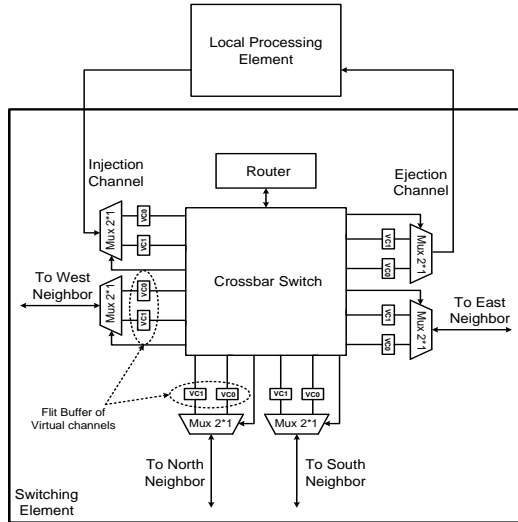 Local Processing
Element
Injection
Channel
Router
Ejection
Channel
Mux 2*1
VC0
VC1
Mux 2*1
VC1
VC0
Crossbar Switch
To West
Neighbor
Mux 2*1
VC0
VC1
Mux 2*1
VC1
VC0
To East
Neighbor
Flit Buffer of
Virtual channels
VC1
VC0
VC1
VC0
Mux 2*1
Mux 2*1
To North
Neighbor
To South
Neighbor
Switching
Element